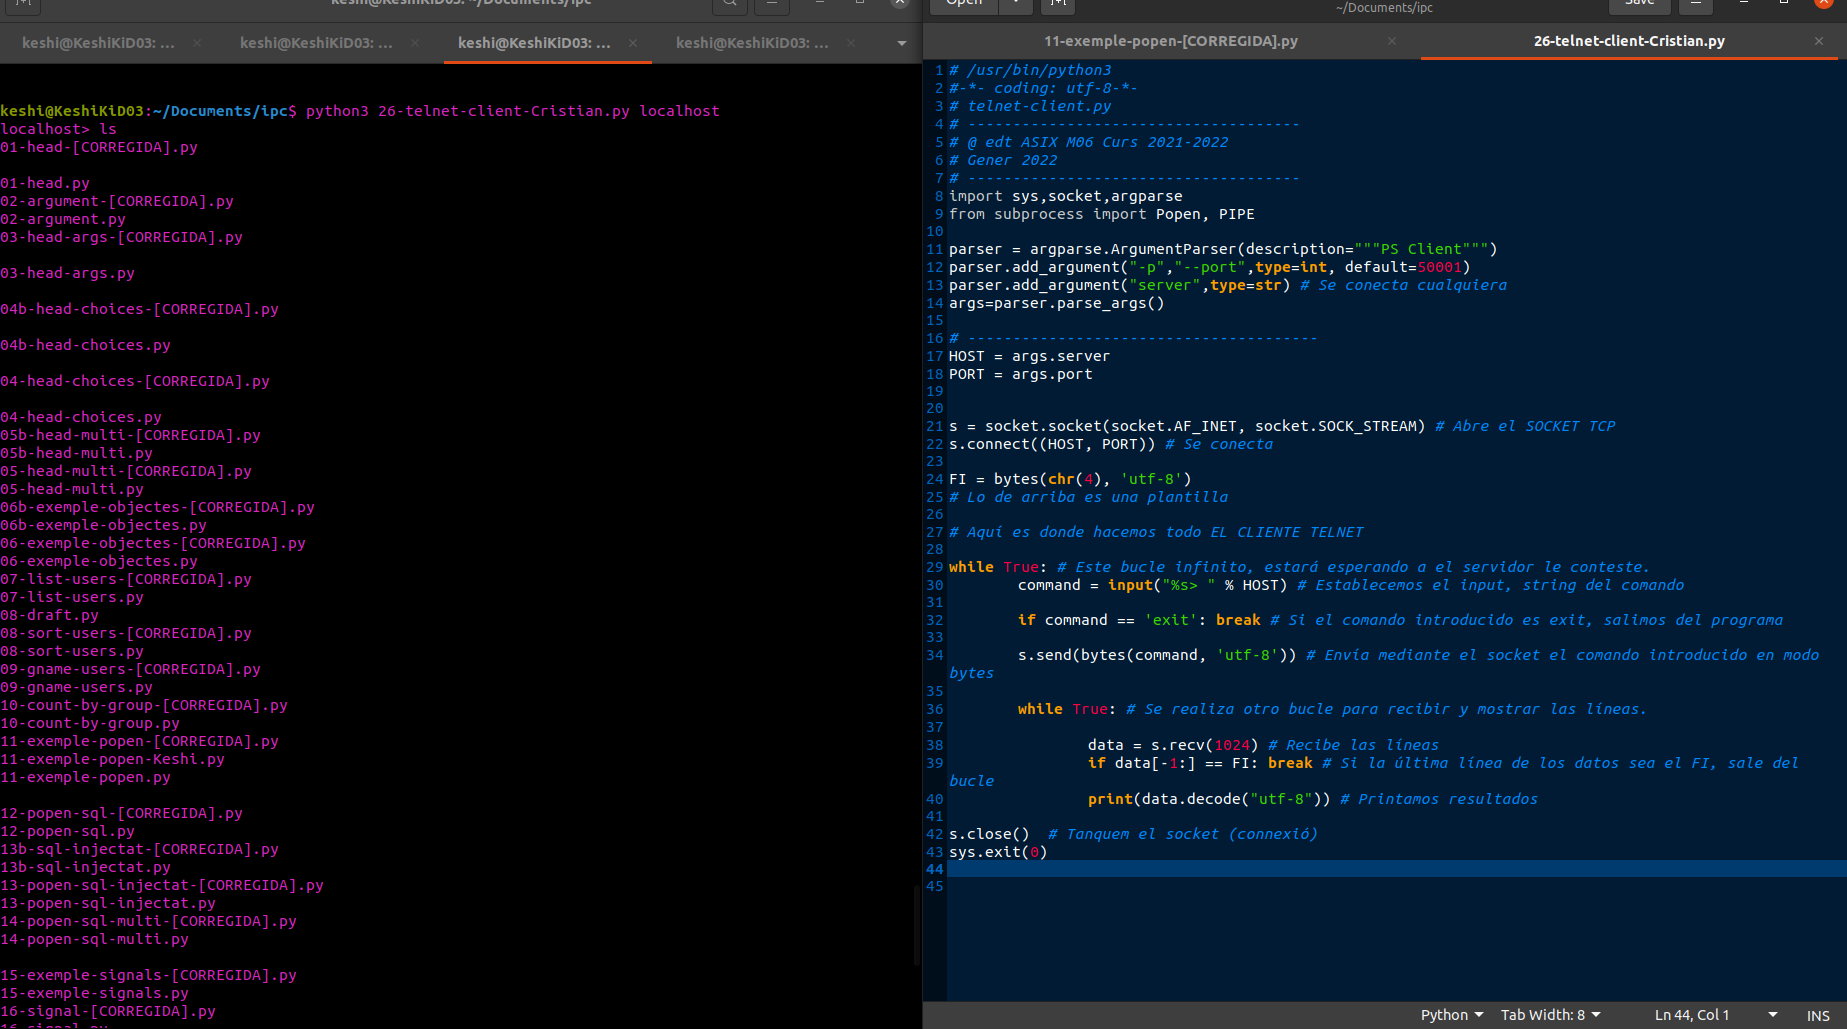 keshi@KeshiKiD03: ~/Documents/ipc
keshi@KeshiKiD03: ...
keshi@KeshiKiD03: ...
keshi@KeshiKiD03: ...
keshi@KeshiKiD03: ...
keshi@KeshiKiD03:~/Documents/ipc$ python3 26-telnet-client-Cristian.py localhost
localhost> ls
01-head-[CORREGIDA].py
01-head.py
02-argument-[CORREGIDA].py
02-argument.py
03-head-args-[CORREGIDA].py
03-head-args.py
04b-head-choices-[CORREGIDA].py
04b-head-choices.py
04-head-choices-[CORREGIDA].py
04-head-choices.py
05b-head-multi-[CORREGIDA].py
05b-head-multi.py
05-head-multi-[CORREGIDA].py
05-head-multi.py
06b-exemple-objectes-[CORREGIDA].py
06b-exemple-objectes.py
06-exemple-objectes-[CORREGIDA].py
06-exemple-objectes.py
07-list-users-[CORREGIDA].py
07-list-users.py
08-draft.py
08-sort-users-[CORREGIDA].py
08-sort-users.py
09-gname-users-[CORREGIDA].py
09-gname-users.py
10-count-by-group-[CORREGIDA].py
10-count-by-group.py
11-exemple-popen-[CORREGIDA].py
11-exemple-popen-Keshi.py
11-exemple-popen.py
12-popen-sql-[CORREGIDA].py
12-popen-sql.py
13b-sql-injectat-[CORREGIDA].py
13b-sql-injectat.py
13-popen-sql-injectat-[CORREGIDA].py
13-popen-sql-injectat.py
14-popen-sql-multi-[CORREGIDA].py
14-popen-sql-multi.py
15-exemple-signals-[CORREGIDA].py
15-exemple-signals.py
16-signal-[CORREGIDA].py
16-signal.py
Open
~/Documents/ipc
Save
11-exemple-popen-[CORREGIDA].py
26-telnet-client-Cristian.py
1 # /usr/bin/python3
2 #-*- coding: utf-8-*-
3 # telnet-client.py
4 # -------------------------------------
5 # @ edt ASIX M06 Curs 2021-2022
6 # Gener 2022
7 # -------------------------------------
8 import sys,socket,argparse
9 from subprocess import Popen, PIPE
10
11 parser = argparse.ArgumentParser(description="""PS Client""")
12 parser.add_argument("-p","--port",type=int, default=50001)
13 parser.add_argument("server",type=str) # Se conecta cualquiera
14 args=parser.parse_args()
15
16 # ---------------------------------------
17 HOST = args.server
18 PORT = args.port
19
20
21 s = socket.socket(socket.AF_INET, socket.SOCK_STREAM) # Abre el SOCKET TCP
22 s.connect((HOST, PORT)) # Se conecta
23
24 FI = bytes(chr(4), 'utf-8')
25 # Lo de arriba es una plantilla
26
27 # Aquí es donde hacemos todo EL CLIENTE TELNET
28
29 while True: # Este bucle infinito, estará esperando a el servidor le conteste.
30 command = input("%s> " % HOST) # Establecemos el input, string del comando
31
32 if command == 'exit': break # Si el comando introducido es exit, salimos del programa
33
34 s.send(bytes(command, 'utf-8')) # Envia mediante el socket el comando introducido en modo
bytes
35
36 while True: # Se realiza otro bucle para recibir y mostrar las líneas.
37
38 data = s.recv(1024) # Recibe las líneas
39 if data[-1:] == FI: break # Si la última línea de los datos sea el FI, sale del
bucle
40 print(data.decode("utf-8")) # Printamos resultados
41
42 s.close() # Tanquem el socket (connexió)
43 sys.exit(0)
44
45
Python
Tab Width: 8
Ln 44, Col 1
INS